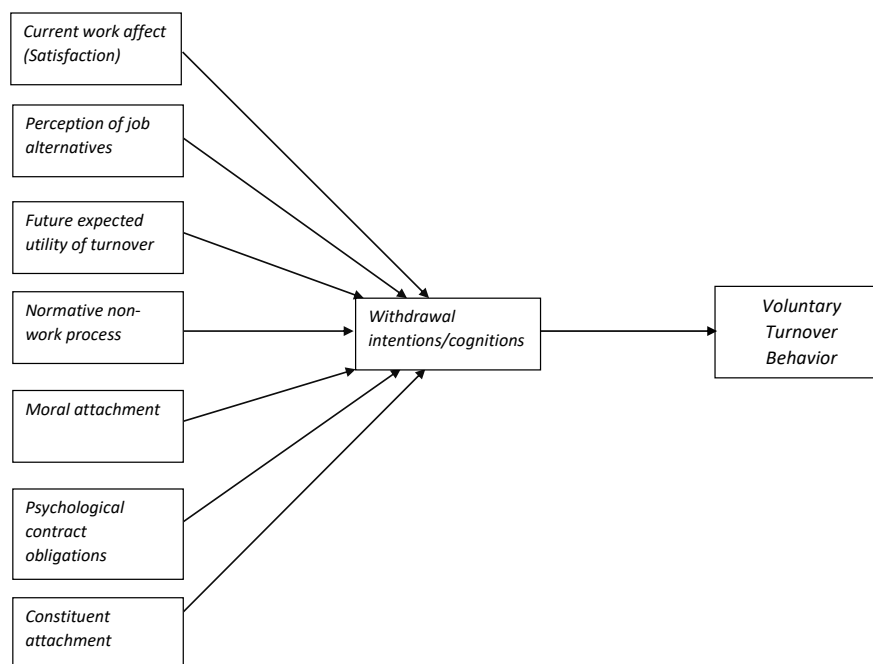 Current work affect
(Satisfaction)
Perception of job
alternatives
Future expected
utility of turnover
Normative non-
work process
Moral attachment
Psychological
contract
obligations
Constituent
attachment
Withdrawal
intentions/cognitions
Voluntary
Turnover
Behavior